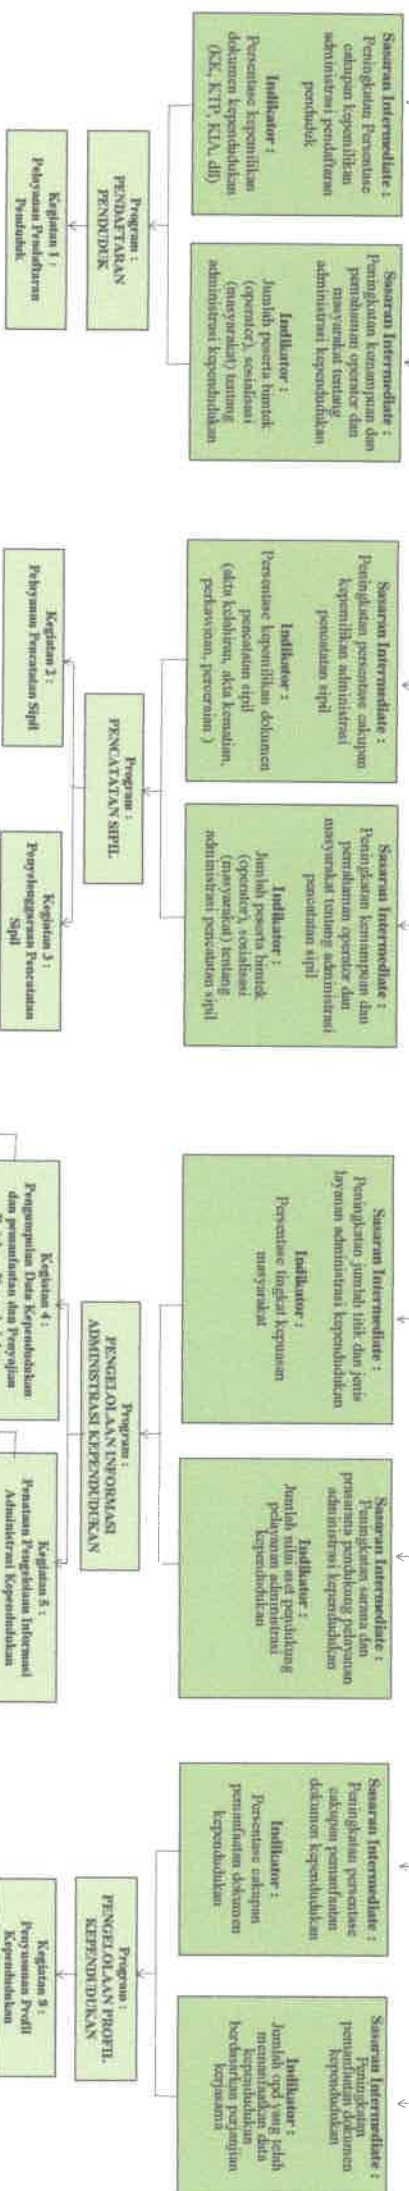 Sasaran Intermediate :
Peningkatan Persentase
cakupan kepemilikan
administrasi pendaftaran
penduduk
Indikator :
Persentase kepemilikan
dokumen kependudukan
(KK, KTP, KIA, dll)
Sasaran Intermediate :
Peningkatan kemampuan dan
pemahaman operator dan
masyarakat tentang
administrasi kependudukan
Indikator :
Jumlah peserta bimtek
(operator), sosialisasi
(masyarakat) tentang
administrasi kependudukan
Program :
PENDAFTARAN
PENDUDUK
Kegiatan 1 :
Pelayanan Pendaftaran
Penduduk
Sasaran Intermediate :
Peningkatan persentase cakupan
kepemilikan administrasi
pencatatan sipil
Indikator :
Persentase kepemilikan dokumen
pencatatan sipil
(akta kelahiran, akta kematian,
perkawinan, perceraian )
Sasaran Intermediate :
Peningkatan kemampuan dan
pemahaman operator dan
masyarakat tentang administrasi
pencatatan sipil
Indikator :
Jumlah peserta bimtek
(operator), sosialisasi
(masyarakat) tentang
administrasi pencatatan sipil
Program :
PENCATATAN SIPIL
Kegiatan 2 :
Pelayanan Pencatatan Sipil
Kegiatan 3 :
Penyelenggaraan Pencatatan
Sipil
Sasaran Intermediate :
Peningkatan jumlah titik dan jenis
layanan administrasi kependudukan
Indikator :
Persentase tingkat kepuasan
masyarakat
Sasaran Intermediate :
Peningkatan sarana dan
prasarana pendukung pelayanan
administrasi kependudukan
Indikator :
Jumlah nilai aset pendukung
pelayanan administrasi
kependudukan
Program :
PENGELOLAAN INFORMASI
ADMINISTRASI KEPENDUDUKAN
Kegiatan 4 :
Pengumpulan Data Kependudukan
dan pemanfaatan dan Penyajian
Kegiatan 5 :
Penataan Pengelolaan Informasi
Administrasi Kependudukan
Sasaran Intermediate :
Peningkatan persentase
cakupan pemanfaatan
dokumen kependudukan
Indikator :
Persentase cakupan
pemanfaatan dokumen
kependudukan
Sasaran Intermediate :
Peningkatan
pemanfaatan dokumen
kependudukan
Indikator :
Jumlah opd yang telah
memanfaatkan data
kependudukan
berdasarkan perjanjian
kerjasama
Program :
PENGELOLAAN PROFIL
KEPENDUDUKAN
Kegiatan 9 :
Penyusunan Profil
Kependudukan